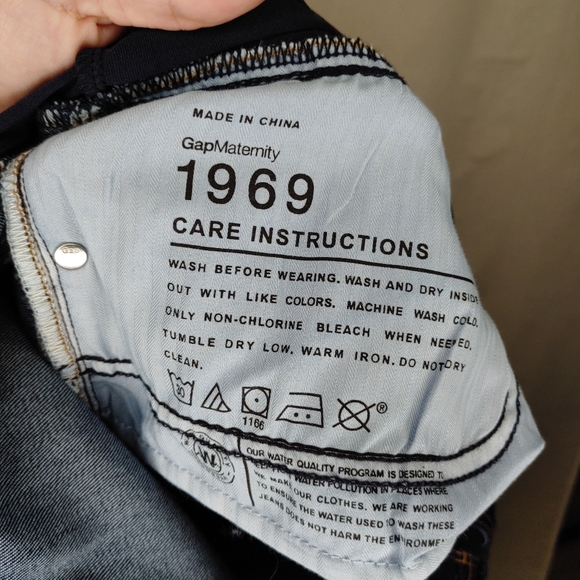 MADE IN CHINA
GapMaternity
1969
CARE INSTRUCTIONS
WASH BEFORE WEARING. WASH AND DRY INSIDE
OUT WITH LIKE COLORS. MACHINE WASH COLD.
ONLY NON-CHLORINE BLEACH WHEN NEEDED.
TUMBLE DRY LOW. WARM IRON. DO NOT DRY
CLEAN.
30
1166
®
W
OUR WATER QUALITY PROGRAM IS DESIGNED TO
WATER POLLUTION IN PLACES WHERE
WE MAKE OUR CLOTHES. WE ARE WORKING
TO ENSURE THE WATER USED TO WASH THESE
JEANS DOES NOT HARM THE ENVIRONME
GAP